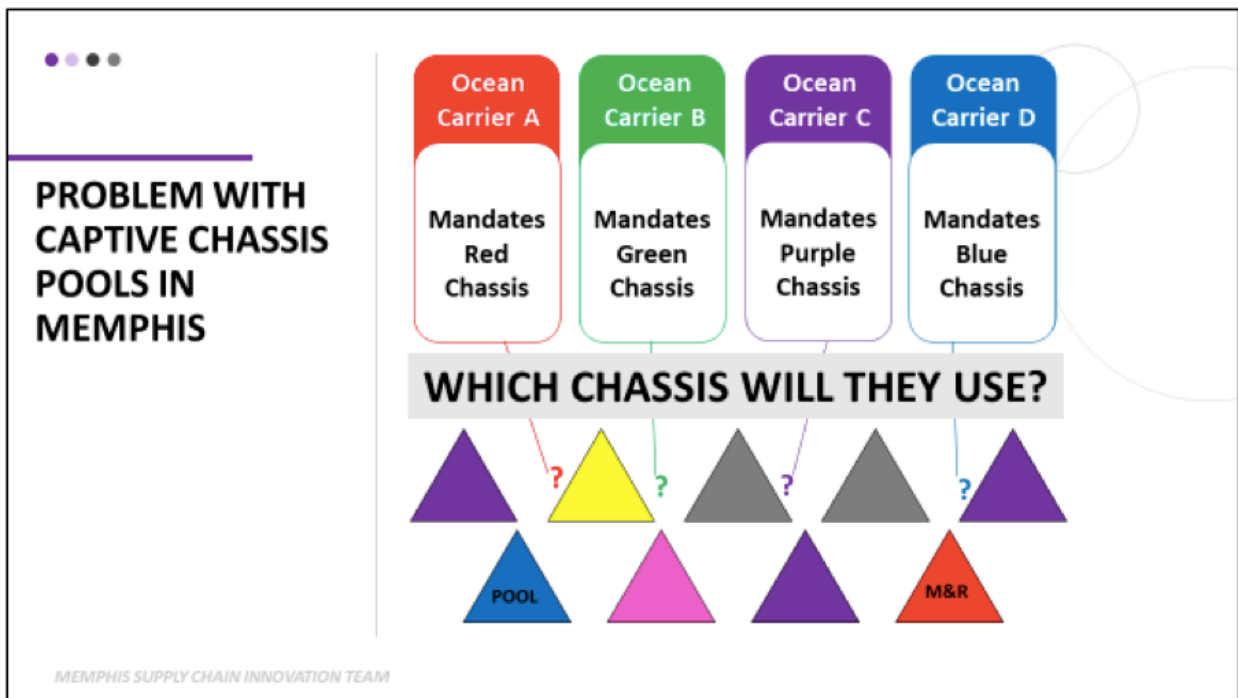 PROBLEM WITH
CAPTIVE CHASSIS
POOLS IN
MEMPHIS
Ocean
Carrier A
Mandates
Red
Chassis
Ocean
Carrier B
Mandates
Green
Chassis
Ocean
Carrier C
Mandates
Purple
Chassis
Ocean
Carrier D
Mandates
Blue
Chassis
WHICH CHASSIS WILL THEY USE?
? ? ? ?
POOL
M&R
MEMPHIS SUPPLY CHAIN INNOVATION TEAM